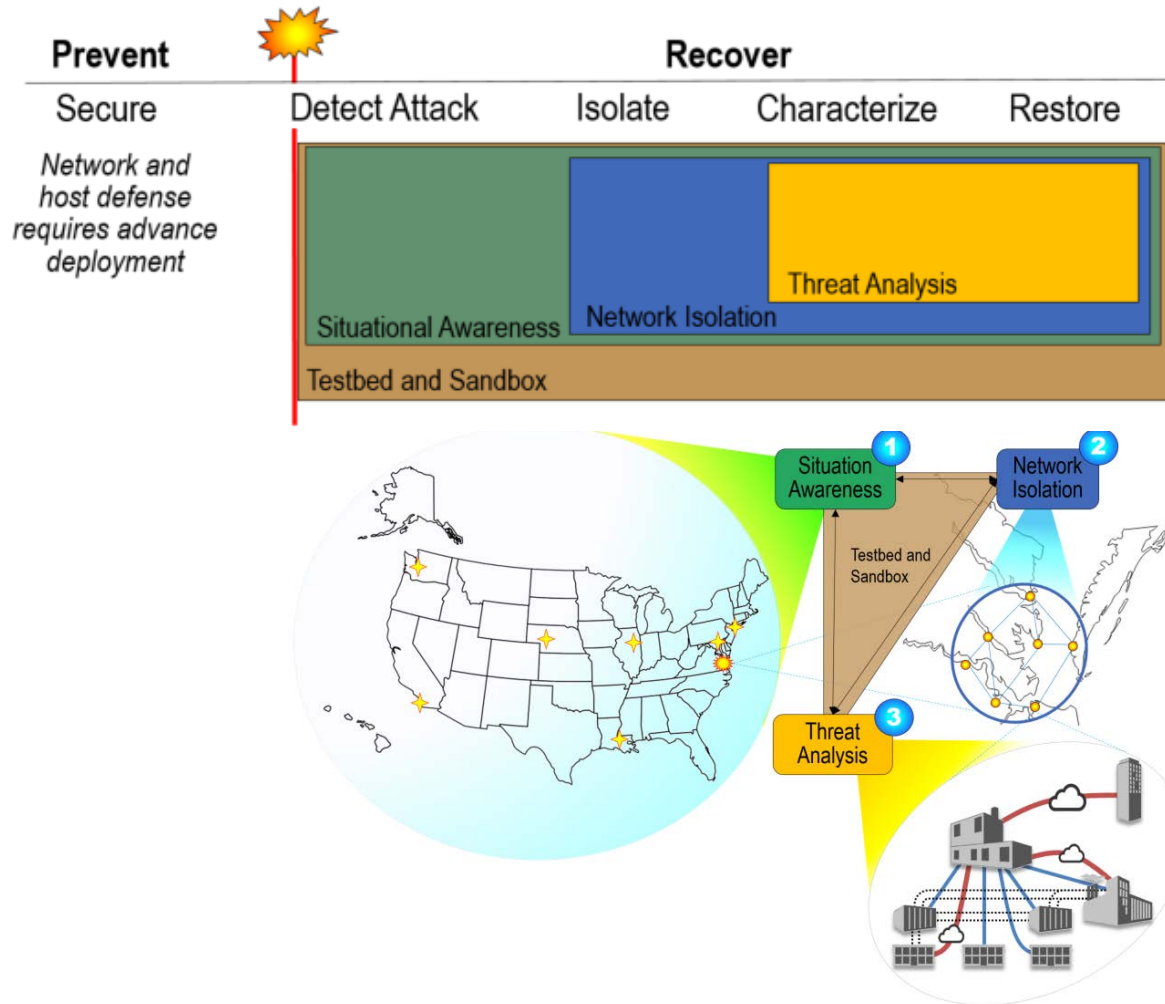 Prevent
Recover
Secure
Detect Attack
Isolate
Characterize
Restore
Network and
host defense
requires advance
deployment
Threat Analysis
Network Isolation
Situational Awareness
Testbed and Sandbox
1
Situation
Awareness
2
Network
Isolation
Testbed and
Sandbox
3
Threat
Analysis